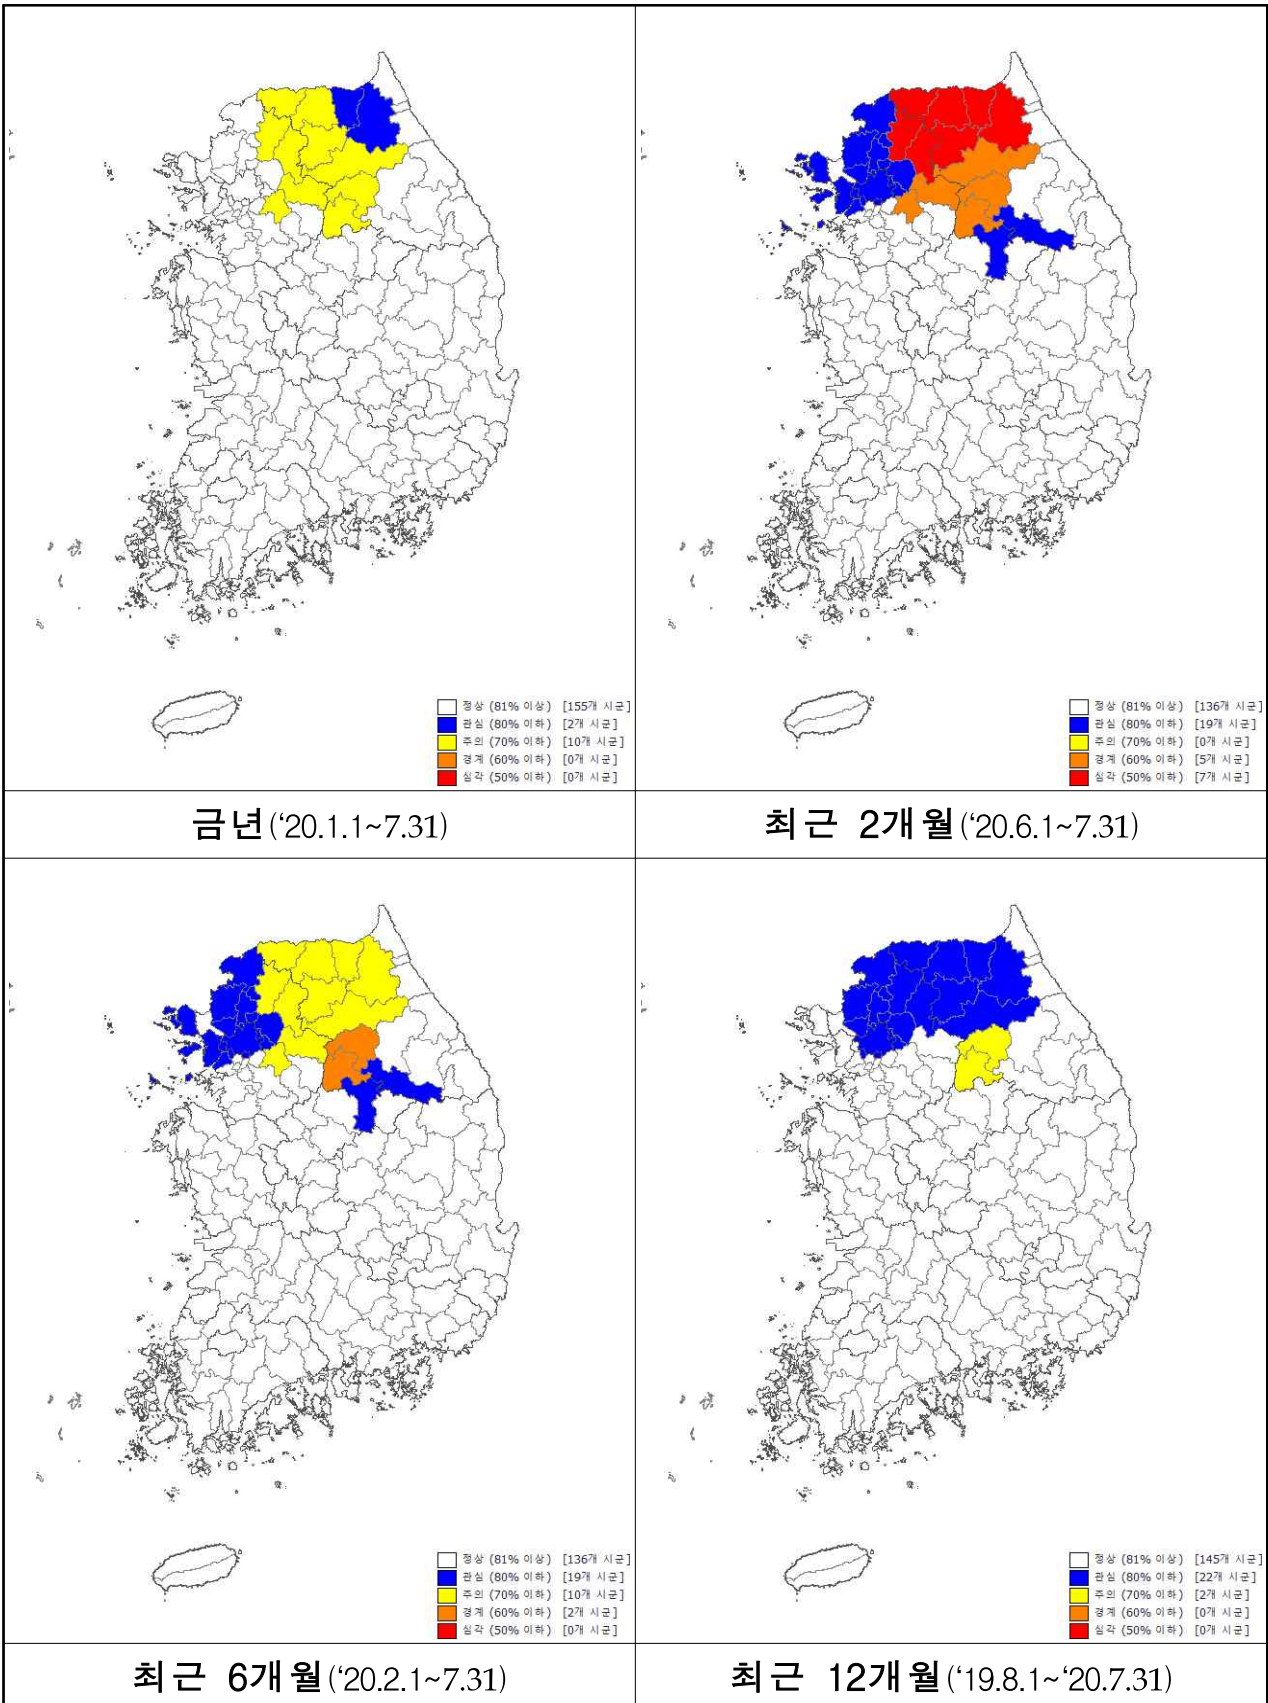 정상 (81% 이상) [155개 시군]
관심 (80% 이하) [2개 시군]
주의 (70% 이하) [10개 시군]
경계 (60% 이하) [0개 시군]
심각 (50% 이하) [0개 시군]
금년(‘20.1.1~7.31)
정상 (81% 이상) [136개 시군]
관심 (80% 이하) [19개 시군]
주의 (70% 이하) [0개 시군]
경계 (60% 이하) [5개 시군]
심각 (50% 이하) [7개 시군]
최근 2개월(‘20.6.1~7.31)
정상 (81% 이상) [136개 시군]
관심 (80% 이하) [19개 시군]
주의 (70% 이하) [10개 시군]
경계 (60% 이하) [2개 시군]
심각 (50% 이하) [0개 시군]
최근 6개월(‘20.2.1~7.31)
정상 (81% 이상) [145개 시군]
관심 (80% 이하) [22개 시군]
주의 (70% 이하) [2개 시군]
경계 (60% 이하) [0개 시군]
심각 (50% 이하) [0개 시군]
최근 12개월(‘19.8.1~‘20.7.31)